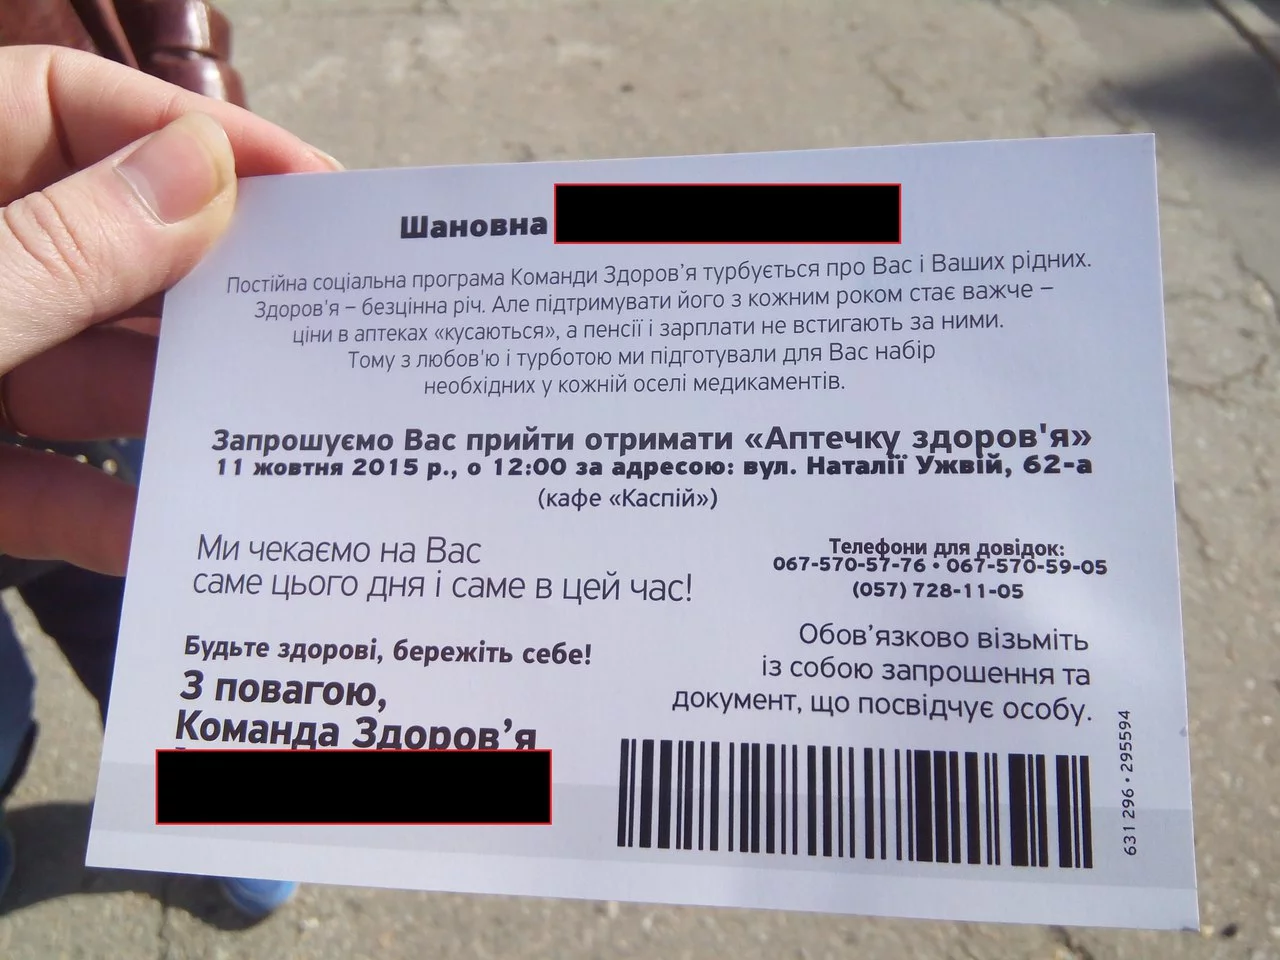 Шановна
Постійна соціальна програма Команди Здоров’я турбується про Вас і Ваших рідних.
Здоров'я – безцінна річ. Але підтримувати його з кожним роком стає важче –
ціни в аптеках «кусаються», а пенсії і зарплати не встигають за ними.
Тому з любов'ю і турботою ми підготували для Вас набір
необхідних у кожній оселі медикаментів.
Запрошуємо Вас прийти отримати «Аптечку здоров'я»
11 жовтня 2015 р., о 12:00 за адресою: вул. Наталії Ужвій, 62-а
(кафе «Каспій»)
Ми чекаємо на Вас
саме цього дня і саме в цей час!
Телефони для довідок:
067-570-57-76 • 067-570-59-05
(057) 728-11-05
Будьте здорові, бережіть себе!
З повагою,
Команда Здоров’я
Обов’язково візьміть
із собою запрошення та
документ, що посвідчує особу.
631 296 • 295594